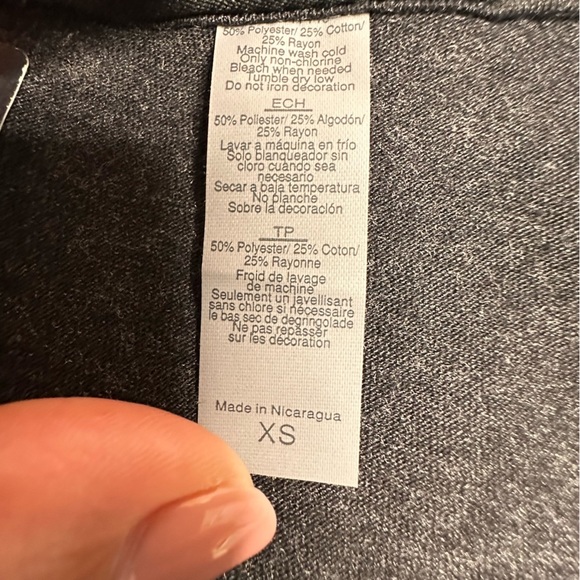 50% Polyester/ 25% Cotton/
25% Rayon
Machine wash cold
Only non-chlorine
Bleach when needed
Tumble dry low
Do not iron decoration
ECH
50% Poliester/ 25% Algodón/
25% Rayon
Lavar a máquina en frío
Solo blanqueador sin
cloro cuando sea
necesario
Secar a baja temperatura
No planche
Sobre la decoración
TP
50% Polyester/ 25% Coton/
25% Rayonne
Froid de lavage
de machine
Seulement un javellisant
sans chlore si nécessaire
le bas sec de degringolade
Ne pas repasser
sur les décoration
Made in Nicaragua
XS